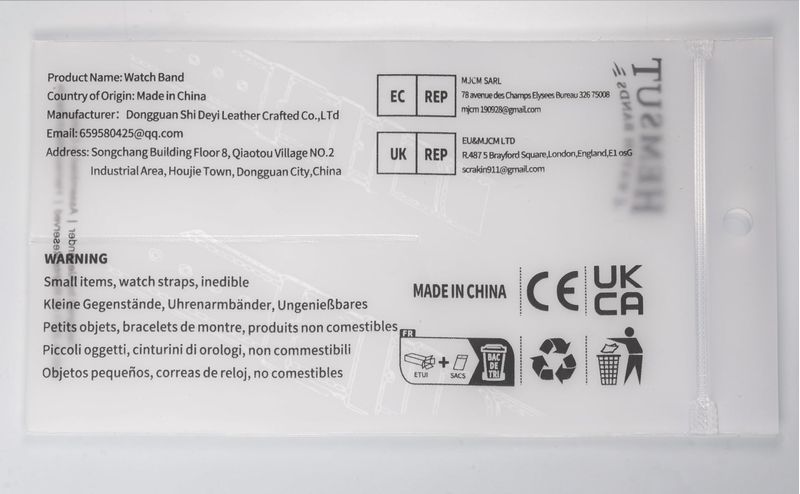 Product Name: Watch Band
Country of Origin: Made in China
Manufacturer: Dongguan Shi Deyi Leather Crafted Co.,LTd
Email: 659580425@qq.com
Address: Songchang Building Floor 8, Qiaotou Village NO.2
Industrial Area, Houjie Town, Dongguan City,China
EC REP
MJCM SARL
78 avenue des Champs Elysees Bureau 326 75008
mjcm 190928@gmail.com
UK REP
EU&MJCM LTD
R.487 5 Brayford Square,London,England,E1 osG
scrakin911@gmail.com
HEMSUT
WARNING
Small items, watch straps, inedible
Kleine Gegenstände, Uhrenarmbänder, Ungenießbares
Petits objets, bracelets de montre, produits non comestibles
Piccoli oggetti, cinturini di orologi, non commestibili
Objetos pequeños, correas de reloj, no comestibles
MADE IN CHINA
CE
UK
CA
FR
ETUI + SACS
BAC
DE
TRI